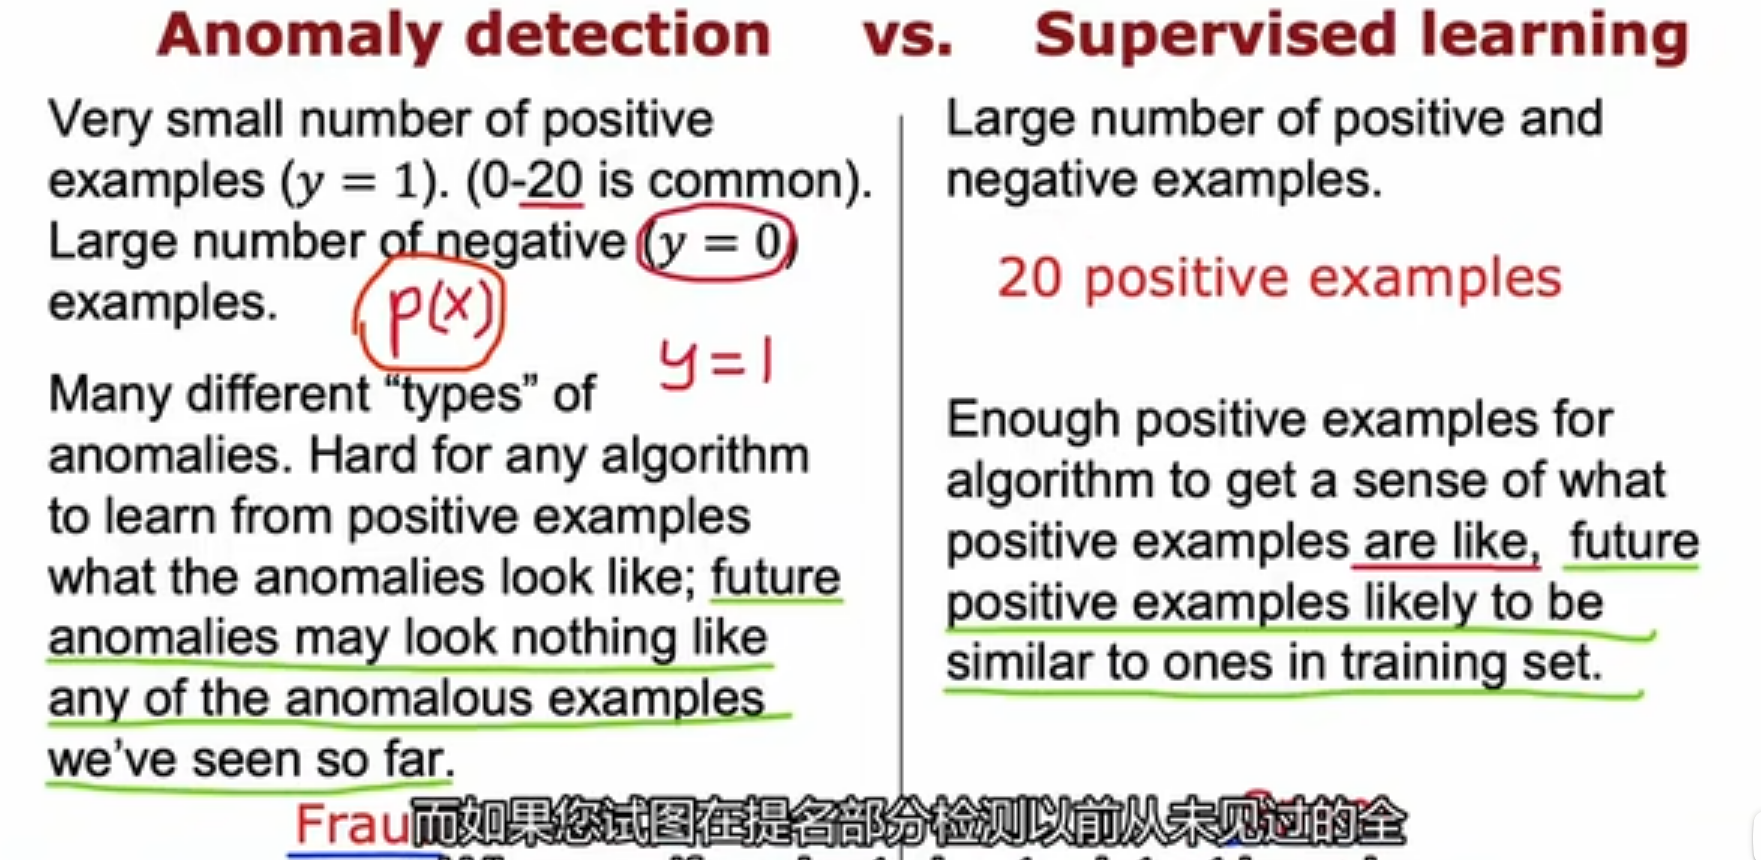 Anomaly detection vs. Supervised learning
Very small number of positive
examples (y = 1). (0-20 is common).
Large number of negative (y = 0)
examples.
p(x)
y=1
Many different “types” of
anomalies. Hard for any algorithm
to learn from positive examples
what the anomalies look like; future
anomalies may look nothing like
any of the anomalous examples
we’ve seen so far.
Large number of positive and
negative examples.
20 positive examples
Enough positive examples for
algorithm to get a sense of what
positive examples are like, future
positive examples likely to be
similar to ones in training set.
而如果您试图在提名部分检测以前从未见过的全